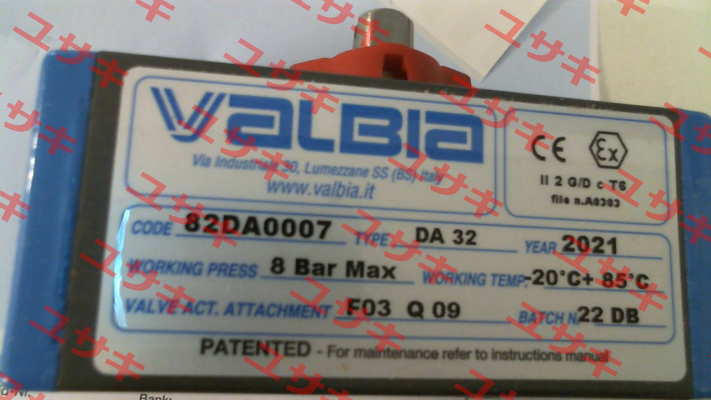 VALBIA
Via Industriale 30, Lumezzane SS (BS) Italy
www.valbia.it
CE Ex
II 2 G/D c T6
file n.A0303
CODE 82DA0007 TYPE DA 32 YEAR 2021
WORKING PRESS 8 Bar Max WORKING TEMP. -20°C+ 85°C
VALVE ACT. ATTACHMENT F03 Q 09 BATCH N. 22 DB
PATENTED - For maintenance refer to instructions manual
Bank:
ユサキ